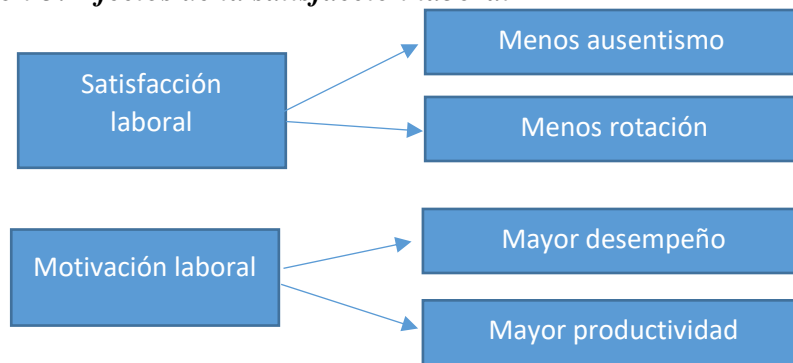 Satisfacción
laboral
Menos ausentismo
Menos rotación
Motivación laboral
Mayor desempeño
Mayor productividad